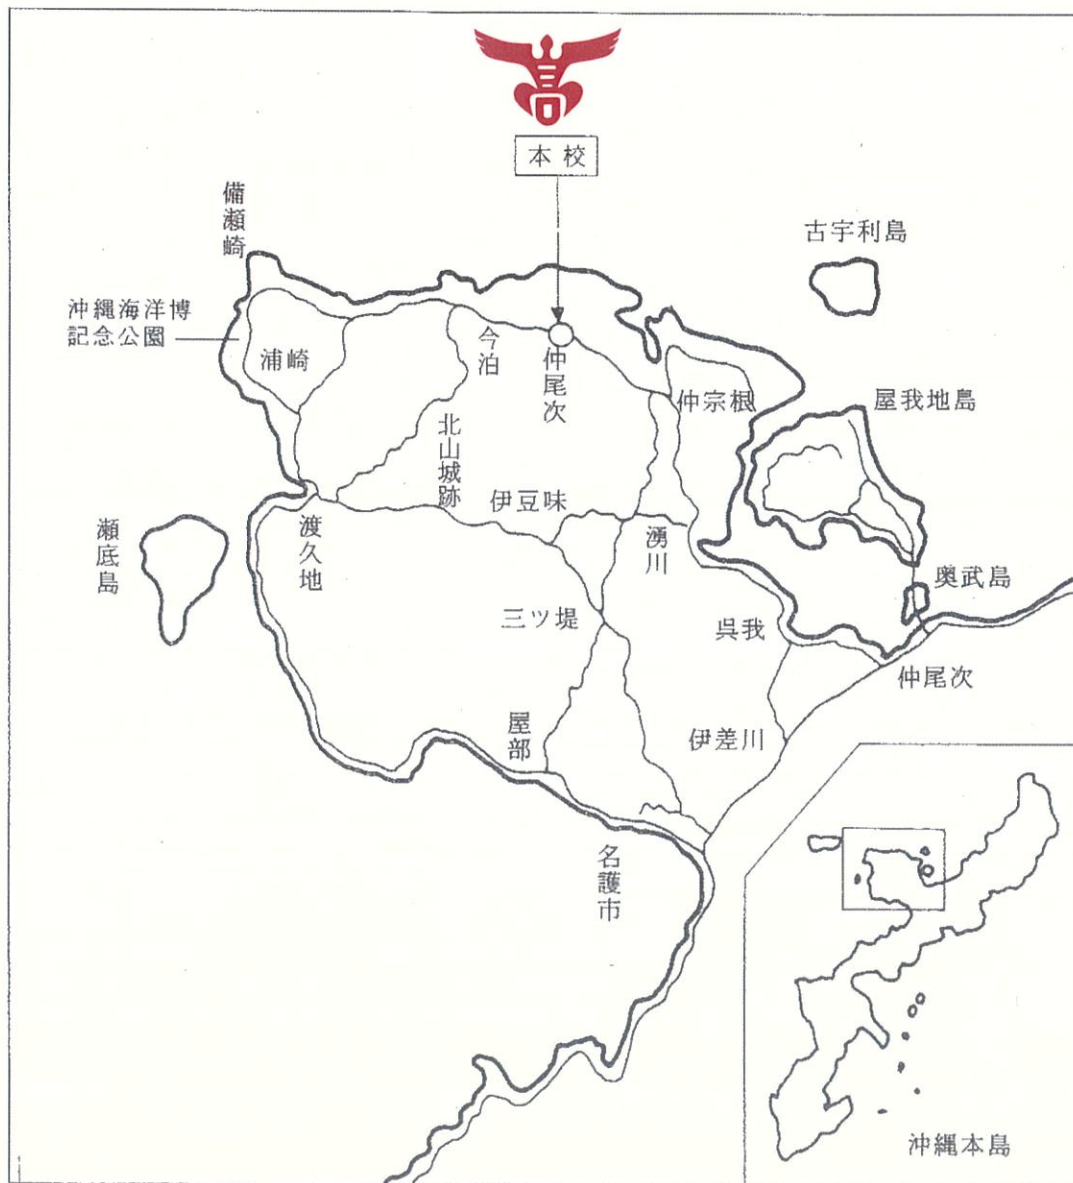 高
本校
備瀬崎
古宇利島
沖縄海洋博
記念公園
浦崎
今泊
仲尾次
仲宗根
屋我地島
北山城跡
伊豆味
瀬底島
渡久地
湧川
奥武島
三ツ堤
呉我
仲尾次
屋部
伊差川
名護市
沖縄本島